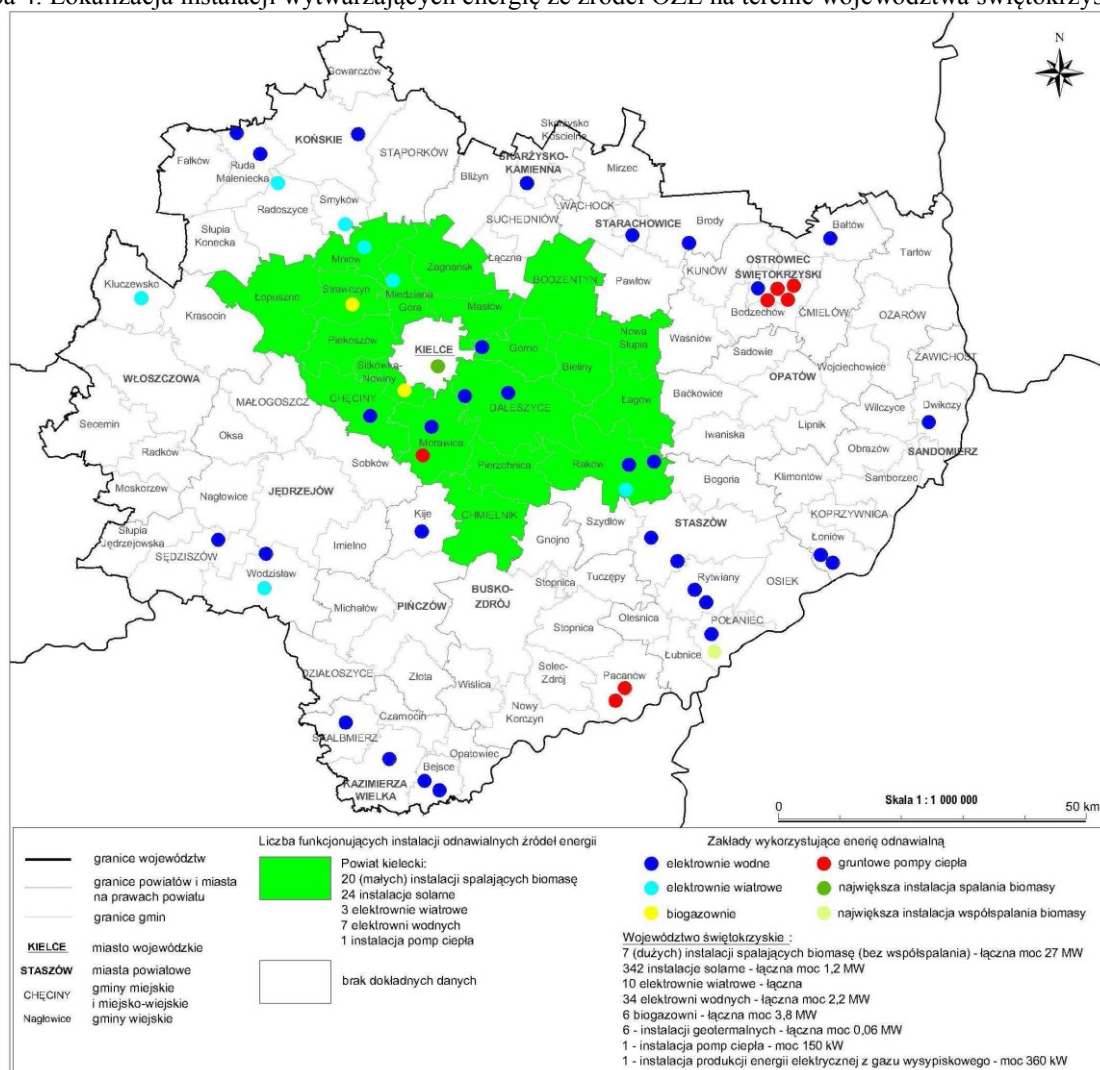 4. Lokalizacja instalacji wytwarzających energię ze źródeł OZE na terenie województwa
N
Gowarczów
KOŃSKIE
STĄPORKÓW
Fałków
Ruda
Maleniecka
Skarżysko
Kościelne
SKARŻYSKO-
KAMIENNA
Bliżyn
Mirzec
Radoszyce
Smyków
SUCHEDNIÓW
WĄCHOCK
STARACHOWICE
Brody
Bałtów
Tarłów
Słupia
Konecka
Mniów
Zagnańsk
Łączna
BODZENTYN
Pawłów
KUNÓW
OSTROWIEC
ŚWIĘTOKRZYSKI
Kluczewsko
Krasocin
Łopuszno
Strawczyn
Miedziana
Góra
Masłów
Bodzechów
ĆMIELÓW
OŻARÓW
Piekoszów
KIELCE
Górno
Nowa
Słupia
Waśniów
Sadowie
Wojciechowice
ZAWICHOST
WŁOSZCZOWA
MAŁOGOSZCZ
Sitkówka-
Nowiny
Bieliny
OPATÓW
CHĘCINY
DALESZYCE
Łagów
Baćkowice
Wilczyce
Dwikozy
Secemin
Oksa
Morawica
Iwaniska
Lipnik
Obrazów
SANDOMIERZ
Radków
Sobków
Pierzchnica
Raków
Klimontów
Samborzec
Moskorzew
Nagłowice
JĘDRZEJÓW
Kije
CHMIELNIK
Bogoria
KOPRZYWNICA
Słupia
Jędrzejowska
SĘDZISZÓW
Imielno
Szydłów
STASZÓW
Łoniów
Gnojno
Wodzisław
Stopnica
Tuczępy
Rytwiany
OSIEK
Michałów
PIŃCZÓW
BUSKO-
ZDRÓJ
Stopnica
Oleśnica
POŁANIEC
Łubnice
DZIAŁOSZYCE
Złota
Wiślica
Solec-
Zdrój
Pacanów
Czarnocin
Nowy
Korczyn
SKALBMIERZ
Opatowiec
Bejsce
KAZIMIERZA
WIELKA
Skala 1 : 1 000 000
0 50 km
granice województw
granice powiatów i miasta
na prawach powiatu
granice gmin
KIELCE miasto wojewódzkie
STASZÓW miasta powiatowe
CHĘCINY gminy miejskie
i miejsko-wiejskie
Nagłowice gminy wiejskie
Liczba funkcjonujących instalacji odnawialnych źródeł energii
Powiat kielecki:
20 (małych) instalacji spalających biomasę
24 instalacje solarne
3 elektrownie wiatrowe
7 elektrowni wodnych
1 instalacja pomp ciepła
brak dokładnych danych
Zakłady wykorzystujące enerię odnawialną
elektrownie wodne
gruntowe pompy ciepła
elektrownie wiatrowe
największa instalacja spalania biomasy
biogazownie
największa instalacja współspalania biomasy
Województwo świętokrzyskie :
7 (dużych) instalacji spalających biomasę (bez współspalania) - łączna moc 27 MW
342 instalacje solarne - łączna moc 1,2 MW
10 elektrownie wiatrowe - łączna
34 elektrowni wodnych - łączna moc 2,2 MW
6 biogazowni - łączna moc 3,8 MW
6 - instalacji geotermalnych - łączna moc 0,06 MW
1 - instalacja pomp ciepła - moc 150 kW
1 - instalacja produkcji energii elektrycznej z gazu wysypiskowego - moc 360 kW